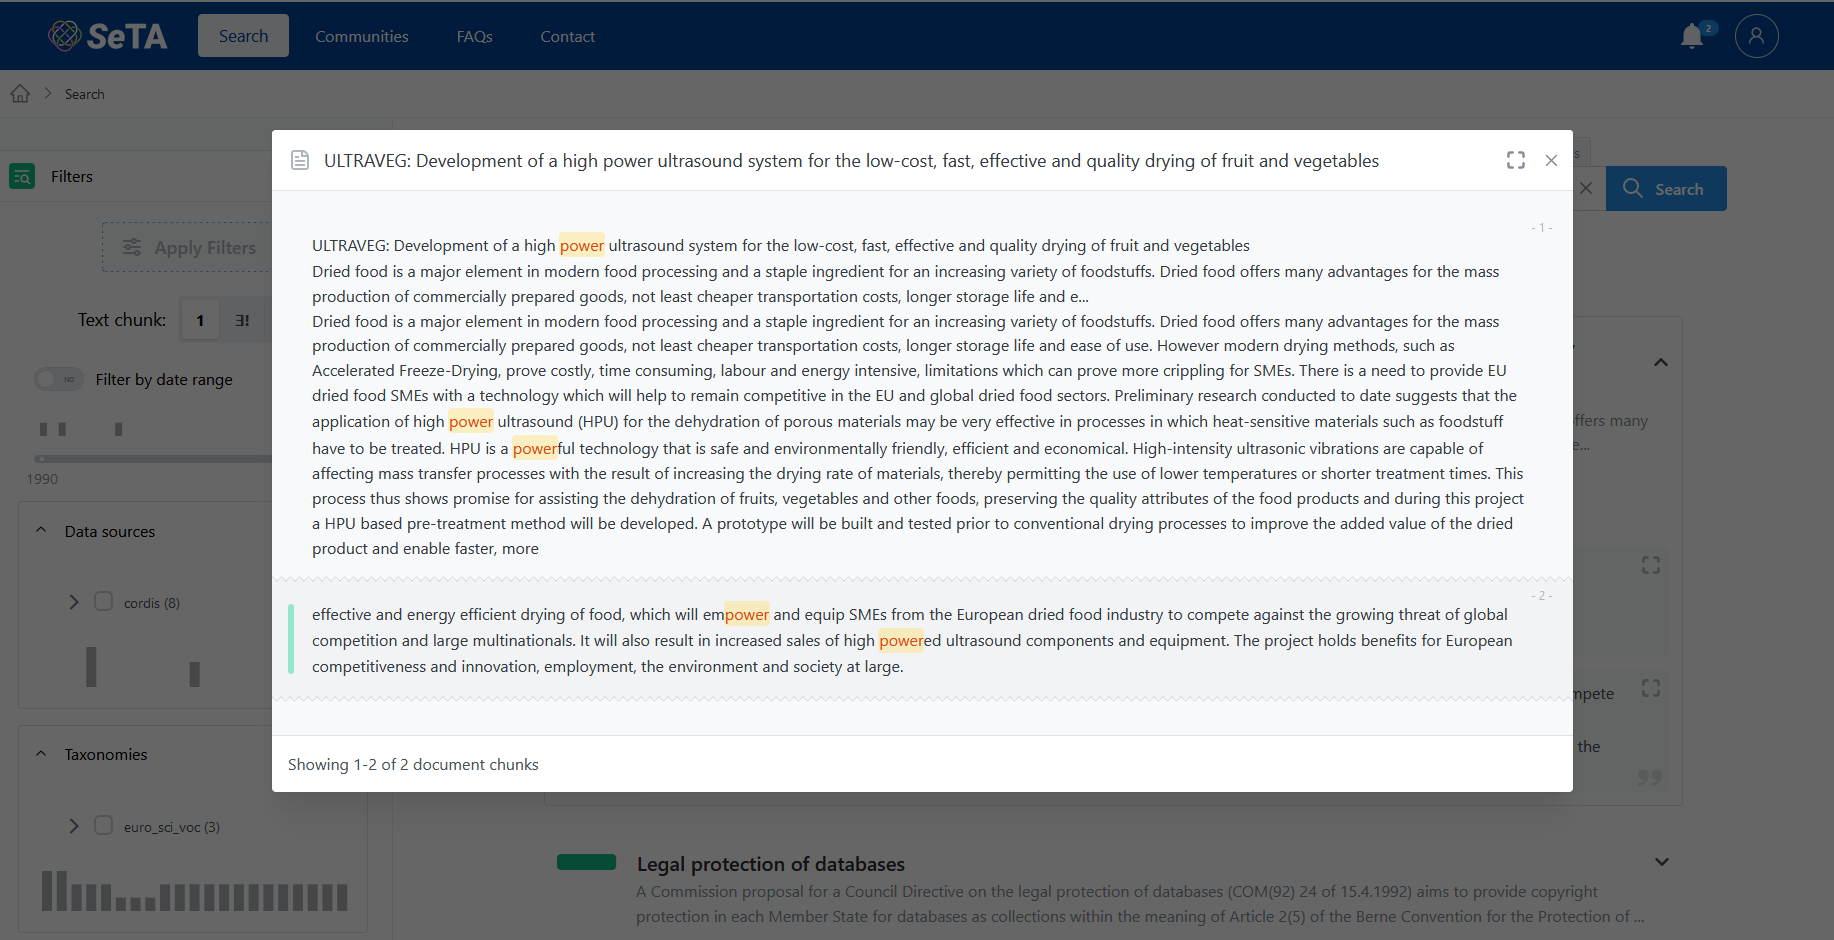 SeTA
Search
Communities
FAQs
Contact
2
Search
ULTRAVEG: Development of a high power ultrasound system for the low-cost, fast, effective and quality drying of fruit and vegetables
s
Search
Filters
Apply Filters
Text chunk:
1
∃!
NO
Filter by date range
1990
Data sources
cordis (8)
Taxonomies
euro_sci_voc (3)
- 1 -
ULTRAVEG: Development of a high power ultrasound system for the low-cost, fast, effective and quality drying of fruit and vegetables
Dried food is a major element in modern food processing and a staple ingredient for an increasing variety of foodstuffs. Dried food offers many advantages for the mass
production of commercially prepared goods, not least cheaper transportation costs, longer storage life and e...
Dried food is a major element in modern food processing and a staple ingredient for an increasing variety of foodstuffs. Dried food offers many advantages for the mass
production of commercially prepared goods, not least cheaper transportation costs, longer storage life and ease of use. However modern drying methods, such as
Accelerated Freeze-Drying, prove costly, time consuming, labour and energy intensive, limitations which can prove more crippling for SMEs. There is a need to provide EU
dried food SMEs with a technology which will help to remain competitive in the EU and global dried food sectors. Preliminary research conducted to date suggests that the
application of high power ultrasound (HPU) for the dehydration of porous materials may be very effective in processes in which heat-sensitive materials such as foodstuff
have to be treated. HPU is a powerful technology that is safe and environmentally friendly, efficient and economical. High-intensity ultrasonic vibrations are capable of
affecting mass transfer processes with the result of increasing the drying rate of materials, thereby permitting the use of lower temperatures or shorter treatment times. This
process thus shows promise for assisting the dehydration of fruits, vegetables and other foods, preserving the quality attributes of the food products and during this project
a HPU based pre-treatment method will be developed. A prototype will be built and tested prior to conventional drying processes to improve the added value of the dried
product and enable faster, more
- 2 -
effective and energy efficient drying of food, which will empower and equip SMEs from the European dried food industry to compete against the growing threat of global
competition and large multinationals. It will also result in increased sales of high powered ultrasound components and equipment. The project holds benefits for European
competitiveness and innovation, employment, the environment and society at large.
Showing 1-2 of 2 document chunks
ffers many
e...
mpete
the
Legal protection of databases
A Commission proposal for a Council Directive on the legal protection of databases (COM(92) 24 of 15.4.1992) aims to provide copyright
protection in each Member State for databases as collections within the meaning of Article 2(5) of the Berne Convention for the Protection of ...